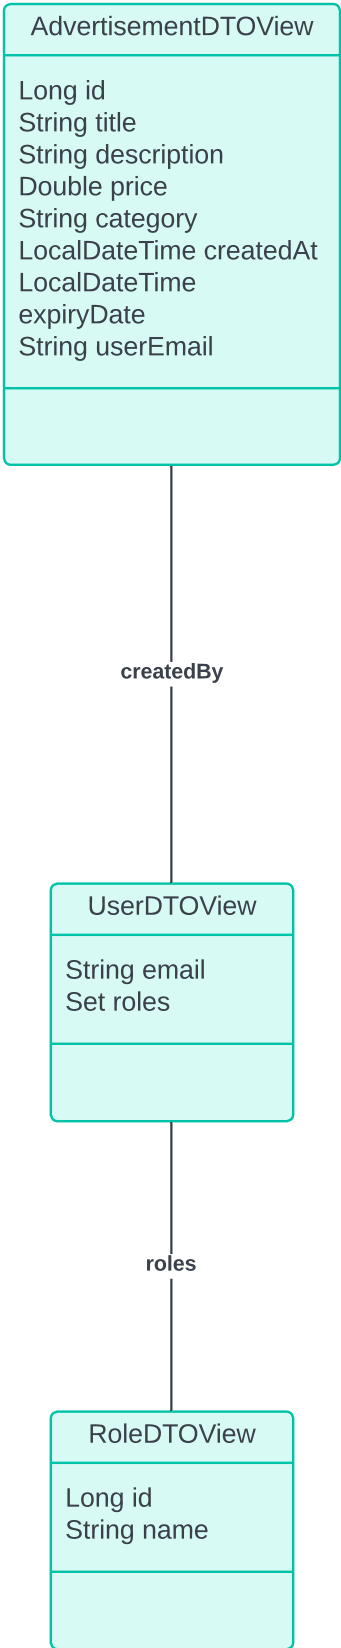 AdvertisementDTOView
Long id
String title
String description
Double price
String category
LocalDateTime createdAt
LocalDateTime
expiryDate
String userEmail
createdBy
UserDTOView
String email
Set roles
roles
RoleDTOView
Long id
String name